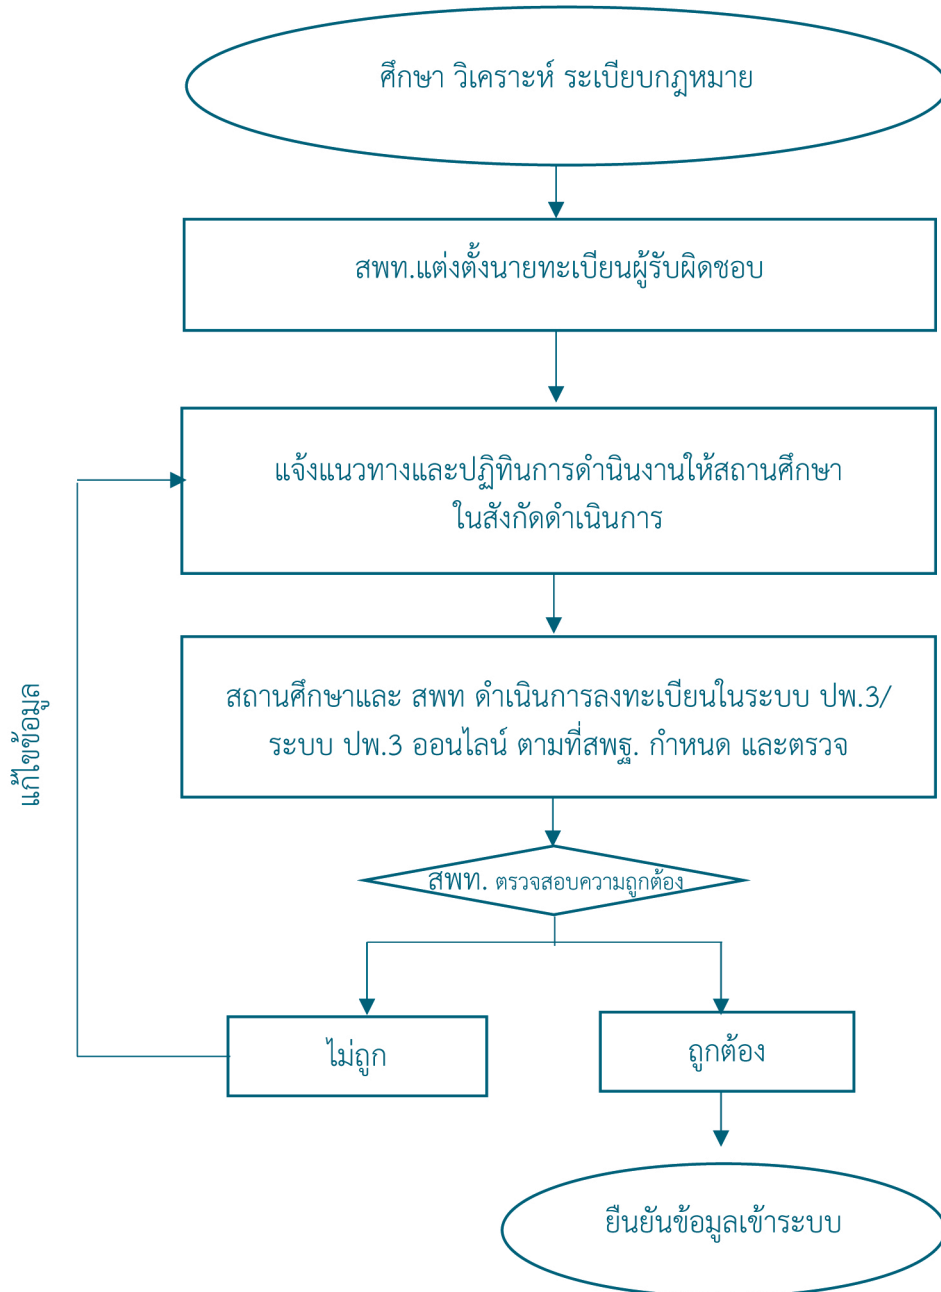 ศึกษา วิเคราะห์ ระเบียบกฎหมาย
สพท.แต่งตั้งนายทะเบียนผู้รับผิดชอบ
แจ้งแนวทางและปฏิทินการดำนินงานให้สถานศึกษา
ในสังกัดดำเนินการ
สถานศึกษาและ สพท ดำเนินการลงทะเบียนในระบบ ปพ.3/
ระบบ ปพ.3 ออนไลน์ ตามที่สพฐ. กำหนด และตรวจ
แก้ไขข้อมูล
สพท. ตรวจสอบความถูกต้อง
ไม่ถูก
ถูกต้อง
ยืนยันข้อมูลเข้าระบบ